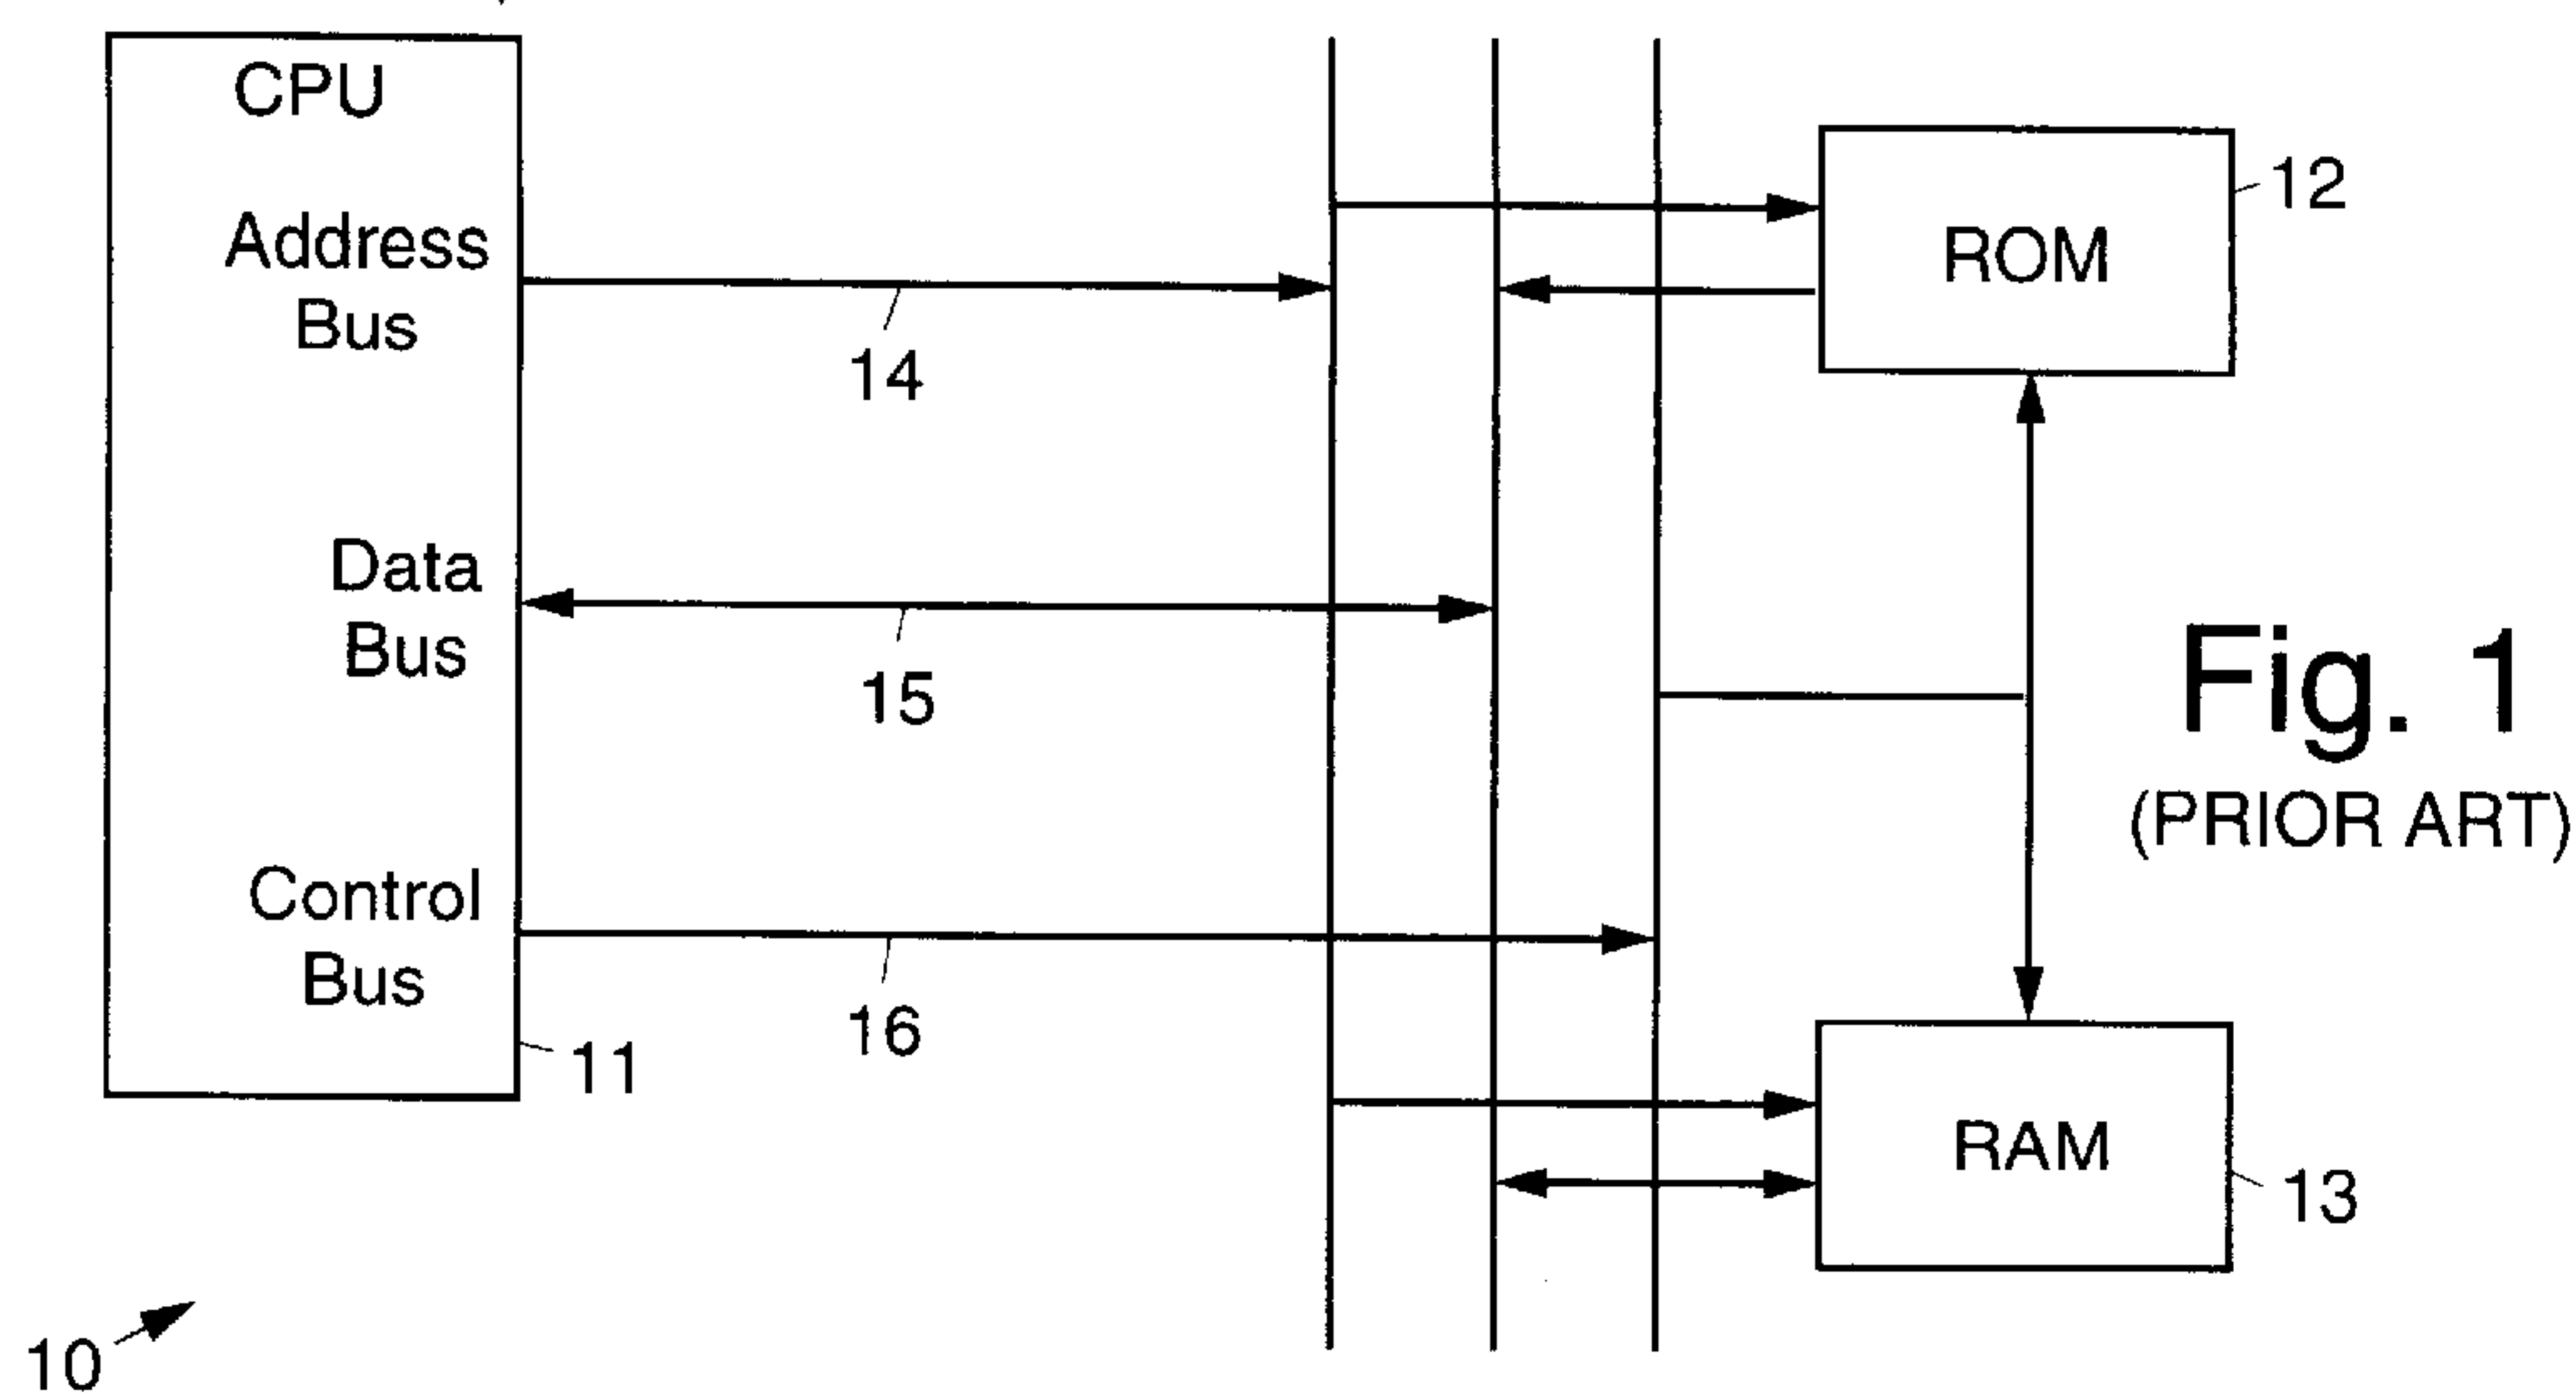 CPU
Address
Bus
14
Data
Bus
15
Control
Bus
16
11
12
ROM
Fig. 1
(PRIOR ART)
RAM
13
10